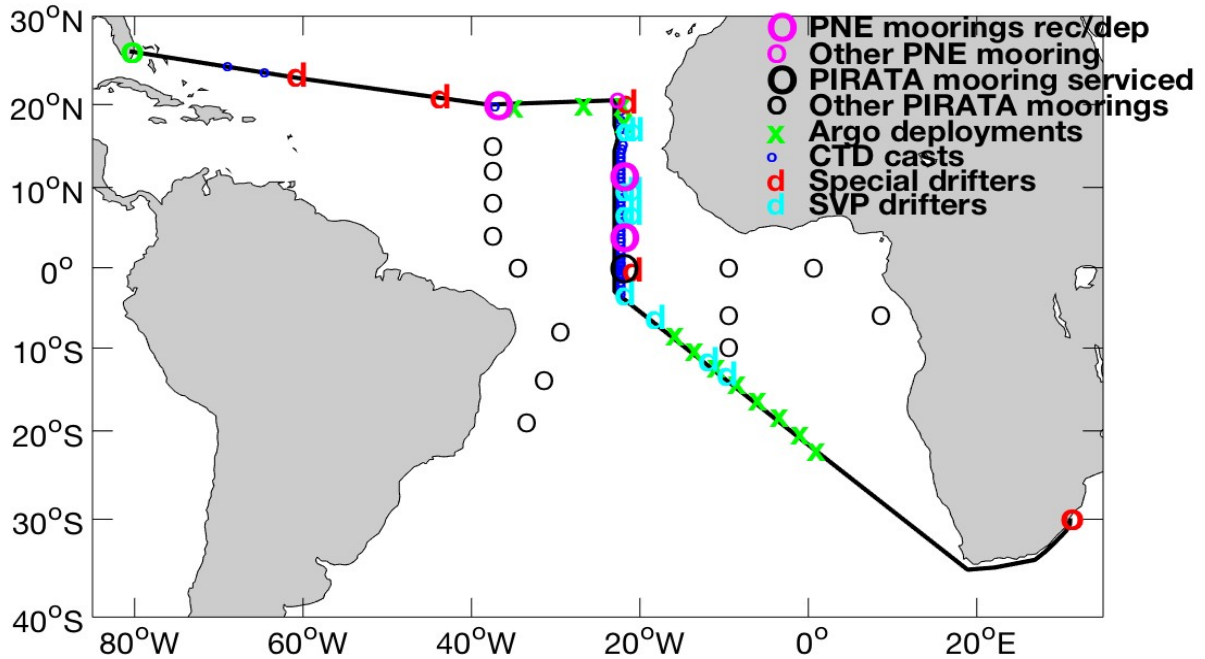 30°N
20°N
10°N
0°
10°S
20°S
30°S
40°S
80°W
60°W
40°W
20°W
0°
20°E
O PNE moorings rec/dep
o Other PNE mooring
O PIRATA mooring serviced
o Other PIRATA moorings
x Argo deployments
o CTD casts
d Special drifters
d SVP drifters